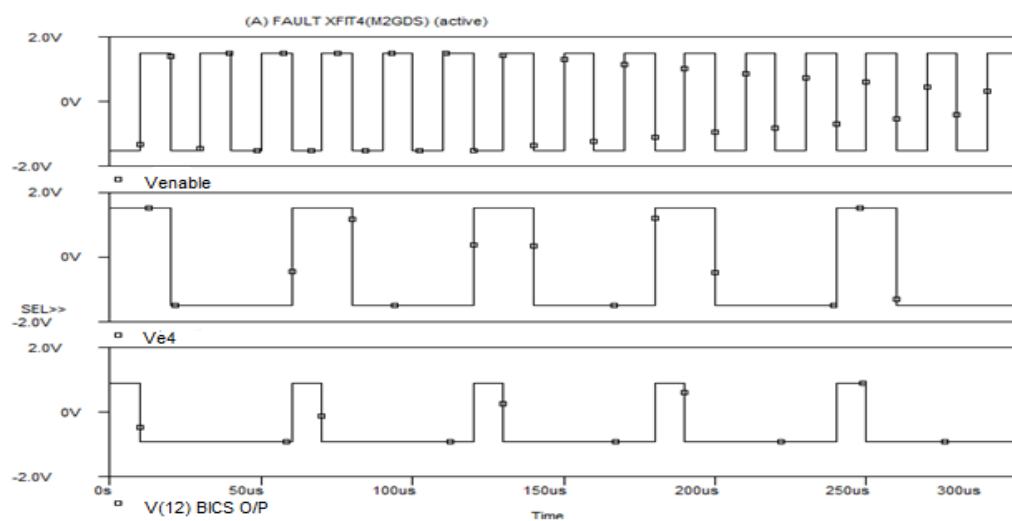 (A) FAULT XFIT4(M2GDS) (active)
2.0V
0V
-2.0V
Venable
2.0V
0V
SEL>>
-2.0V
Ve4
2.0V
0V
-2.0V
0s 50us 100us 150us 200us 250us 300us
V(12) BICS O/P
Time